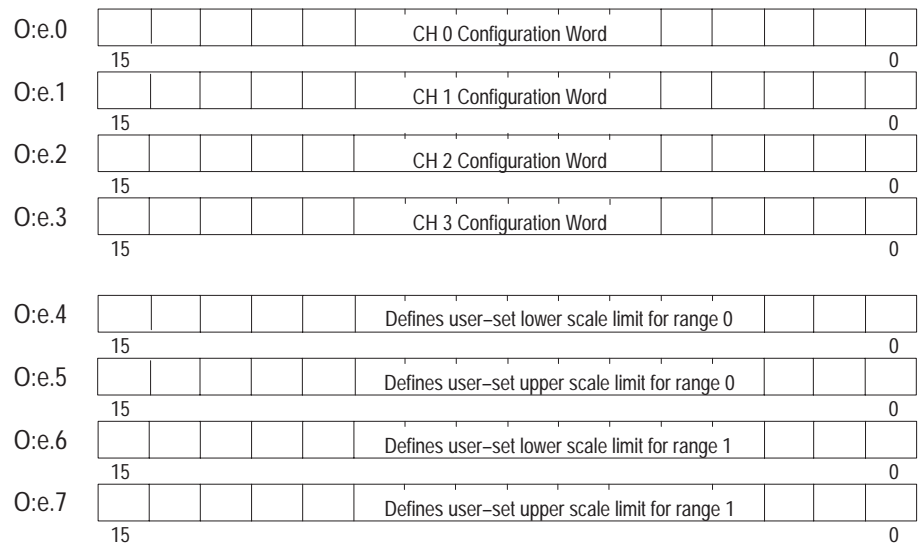 O:e.0 CH 0 Configuration Word
15 0
O:e.1 CH 1 Configuration Word
15 0
O:e.2 CH 2 Configuration Word
15 0
O:e.3 CH 3 Configuration Word
15 0
O:e.4 Defines user–set lower scale limit for range 0
15 0
O:e.5 Defines user–set upper scale limit for range 0
15 0
O:e.6 Defines user–set lower scale limit for range 1
15 0
O:e.7 Defines user–set upper scale limit for range 1
15 0